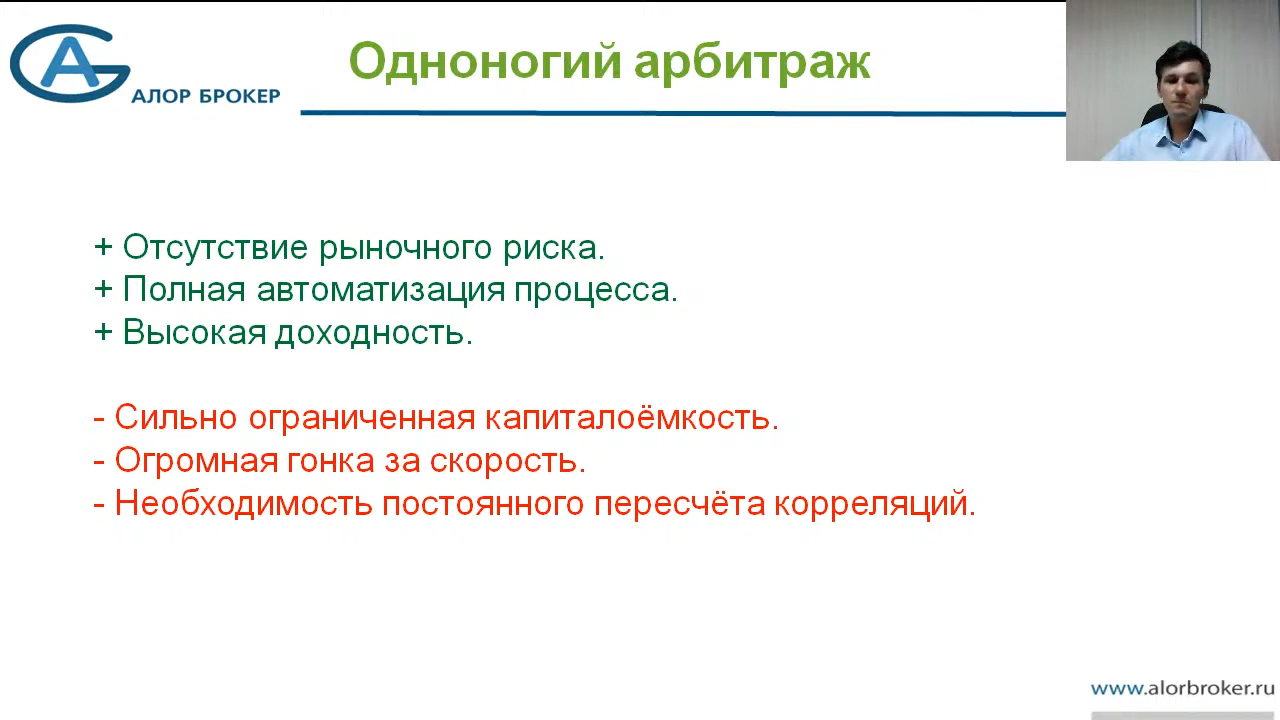 Одноногий арбитраж
АЛОР БРОКЕР
+ Отсутствие рыночного риска.
+ Полная автоматизация процесса.
+ Высокая доходность.
- Сильно ограниченная капиталоёмкость.
- Огромная гонка за скорость.
- Необходимость постоянного пересчёта корреляций.
www.alorbroker.ru